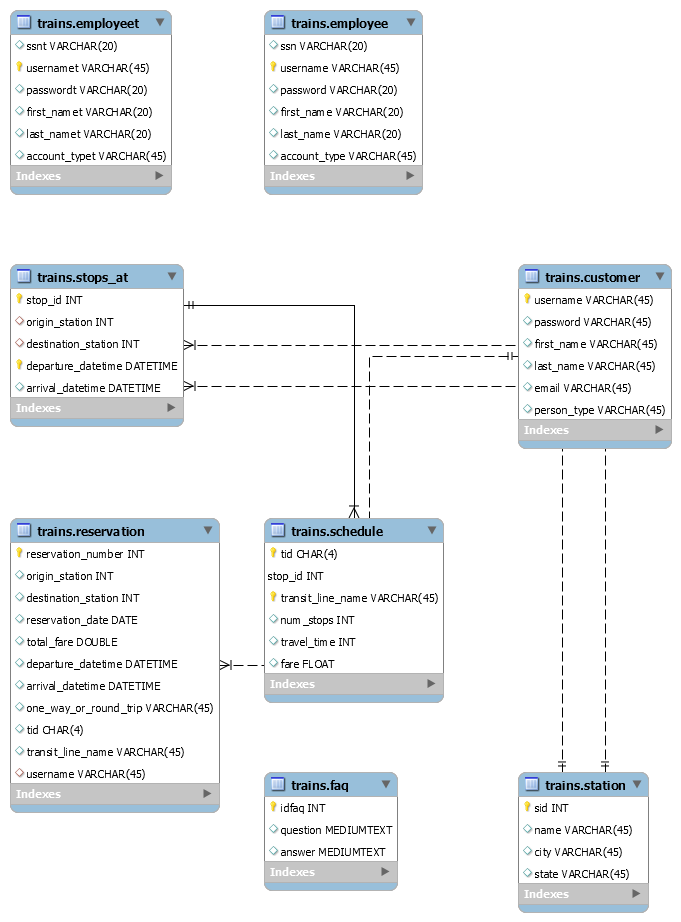 trains.employeet
ssnt VARCHAR(20)
usernamet VARCHAR(45)
passwordt VARCHAR(20)
first_namet VARCHAR(20)
last_namet VARCHAR(20)
account_typet VARCHAR(45)
Indexes
trains.employee
ssn VARCHAR(20)
username VARCHAR(45)
password VARCHAR(20)
first_name VARCHAR(20)
last_name VARCHAR(20)
account_type VARCHAR(45)
Indexes
trains.stops_at
stop_id INT
origin_station INT
destination_station INT
departure_datetime DATETIME
arrival_datetime DATETIME
Indexes
trains.customer
username VARCHAR(45)
password VARCHAR(45)
first_name VARCHAR(45)
last_name VARCHAR(45)
email VARCHAR(45)
person_type VARCHAR(45)
Indexes
trains.reservation
reservation_number INT
origin_station INT
destination_station INT
reservation_date DATE
total_fare DOUBLE
departure_datetime DATETIME
arrival_datetime DATETIME
one_way_or_round_trip VARCHAR(45)
tid CHAR(4)
transit_line_name VARCHAR(45)
username VARCHAR(45)
Indexes
trains.schedule
tid CHAR(4)
stop_id INT
transit_line_name VARCHAR(45)
num_stops INT
travel_time INT
fare FLOAT
Indexes
trains.faq
idfaq INT
question MEDIUMTEXT
answer MEDIUMTEXT
Indexes
trains.station
sid INT
name VARCHAR(45)
city VARCHAR(45)
state VARCHAR(45)
Indexes